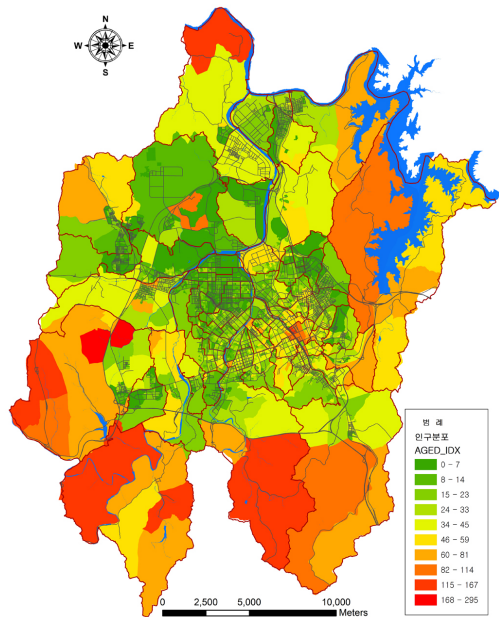 N
W E
S
범 례
인구분포
AGED_IDX
0 - 7
8 - 14
15 - 23
24 - 33
34 - 45
46 - 59
60 - 81
82 - 114
115 - 167
168 - 295
0 2,500 5,000 10,000
Meters